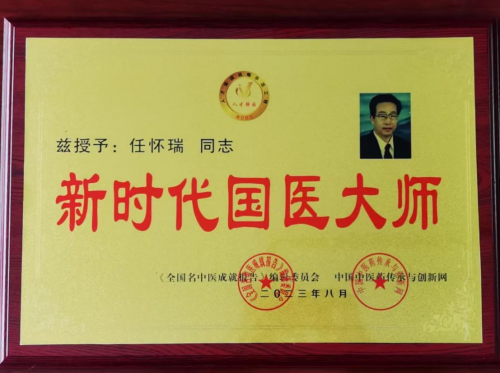 兹授予：任怀瑞 同志
新时代国医大师
《全国名中医成就报告》编辑委员会 中国中医药传承与创新网
二〇二三年八月